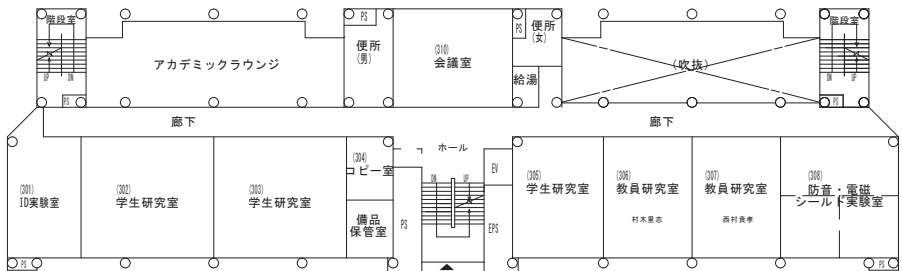 階段室
UP
DN
PS
アカデミックラウンジ
PS
便所
(男)
(310)
会議室
PS
便所
(女)
給湯
(吹抜)
階段室
UP
DN
PS
廊下
ホール
廊下
(301)
ID実験室
(302)
学生研究室
(303)
学生研究室
(304)
コピー室
備品
保管室
PS
DN
UP
EV
EPS
(305)
学生研究室
(306)
教員研究室
村木里志
(307)
教員研究室
西村貴孝
(308)
防音・電磁
シールド実験室
PS
PS